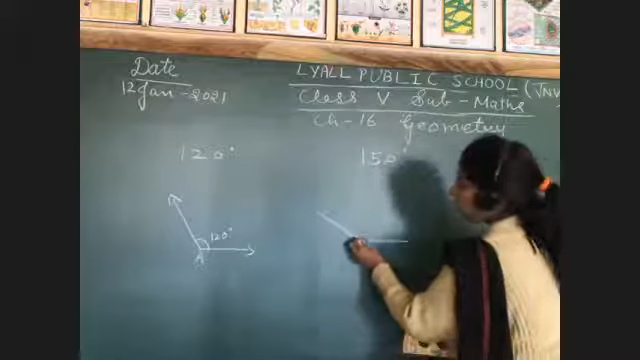 Date
12 Jan - 2021
LYALL PUBLIC SCHOOL
Class V Sub - Maths
Ch - 16 Geometry
120°
150°
120°
A